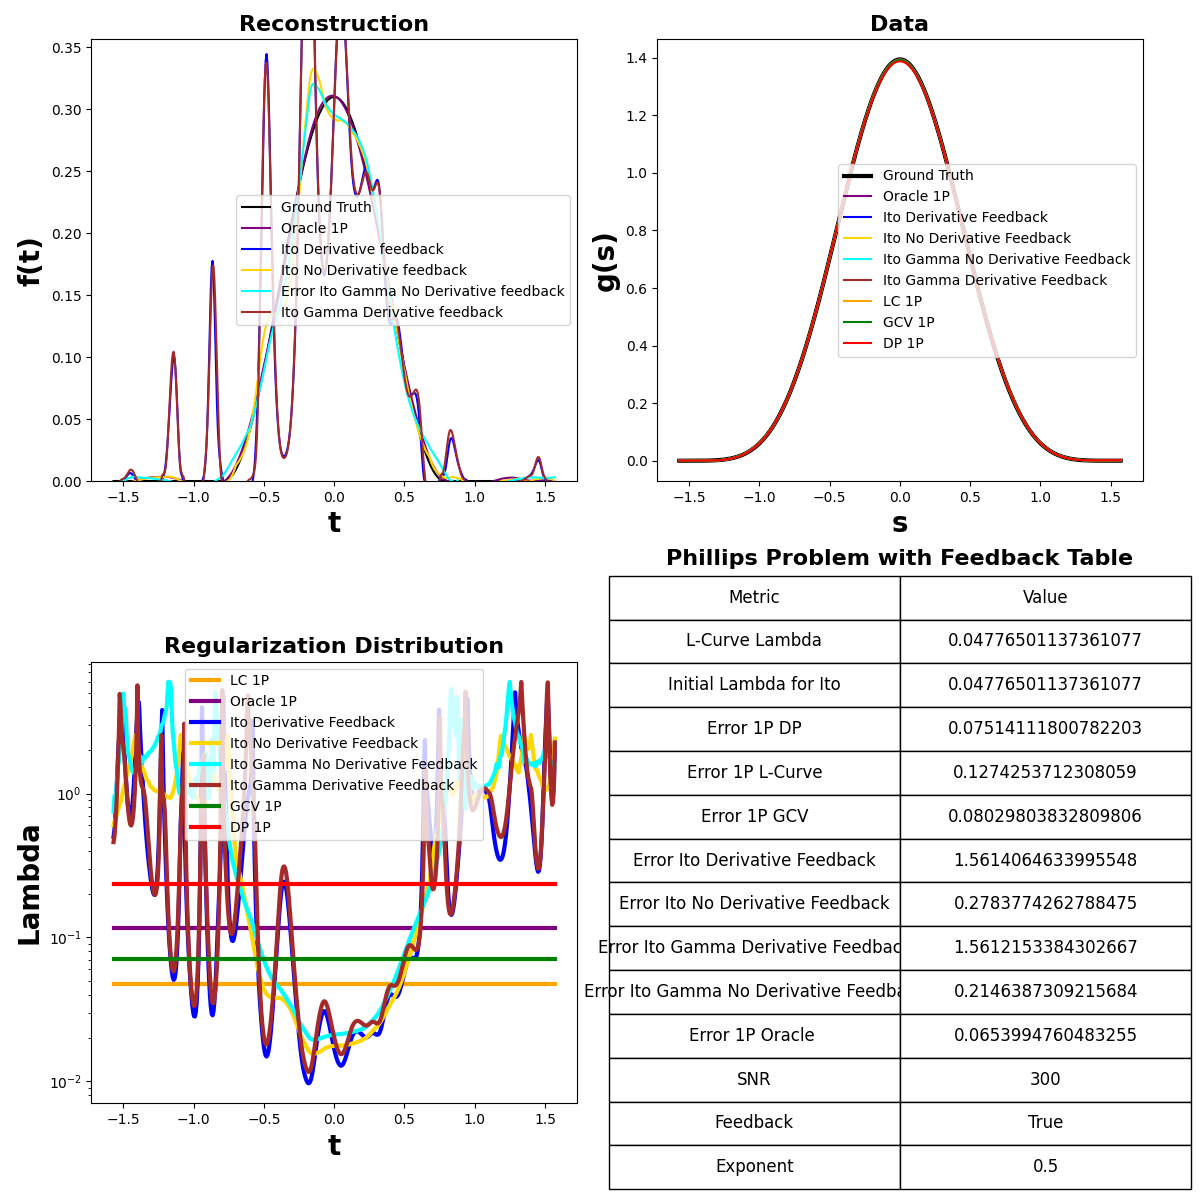 Reconstruction
f(t)
0.35
0.30
0.25
0.20
0.15
0.10
0.05
0.00
Ground Truth
Oracle 1P
Ito Derivative feedback
Ito No Derivative feedback
Error Ito Gamma No Derivative feedback
Ito Gamma Derivative feedback
−1.5 −1.0 −0.5 0.0 0.5 1.0 1.5
t
Data
g(s)
1.4
1.2
1.0
0.8
0.6
0.4
0.2
0.0
Ground Truth
Oracle 1P
Ito Derivative Feedback
Ito No Derivative Feedback
Ito Gamma No Derivative Feedback
Ito Gamma Derivative Feedback
LC 1P
GCV 1P
DP 1P
−1.5 −1.0 −0.5 0.0 0.5 1.0 1.5
s
Regularization Distribution
Lambda
10⁰
10⁻¹
10⁻²
LC 1P
Oracle 1P
Ito Derivative Feedback
Ito No Derivative Feedback
Ito Gamma No Derivative Feedback
Ito Gamma Derivative Feedback
GCV 1P
DP 1P
−1.5 −1.0 −0.5 0.0 0.5 1.0 1.5
t
Phillips Problem with Feedback Table
Metric Value
L-Curve Lambda 0.04776501137361077
Initial Lambda for Ito 0.04776501137361077
Error 1P DP 0.07514111800782203
Error 1P L-Curve 0.1274253712308059
Error 1P GCV 0.08029803832809806
Error Ito Derivative Feedback 1.5614064633995548
Error Ito No Derivative Feedback 0.2783774262788475
Error Ito Gamma Derivative Feedbac 1.5612153384302667
Error Ito Gamma No Derivative Feedba 0.2146387309215684
Error 1P Oracle 0.0653994760483255
SNR 300
Feedback True
Exponent 0.5